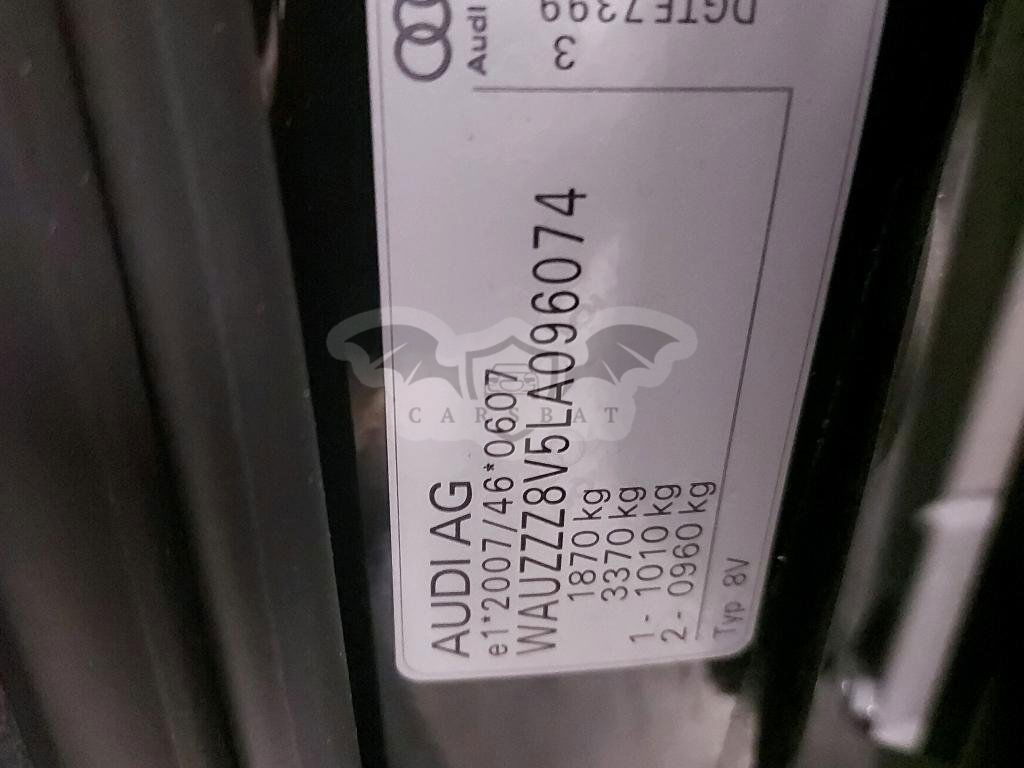 AUDI AG
e1*2007/46*0607
WAUZZZ8V5LA096074
1870 kg
3370 kg
1- 1010 kg
2- 0960 kg
Typ 8V
Audi
3
CARSBAT